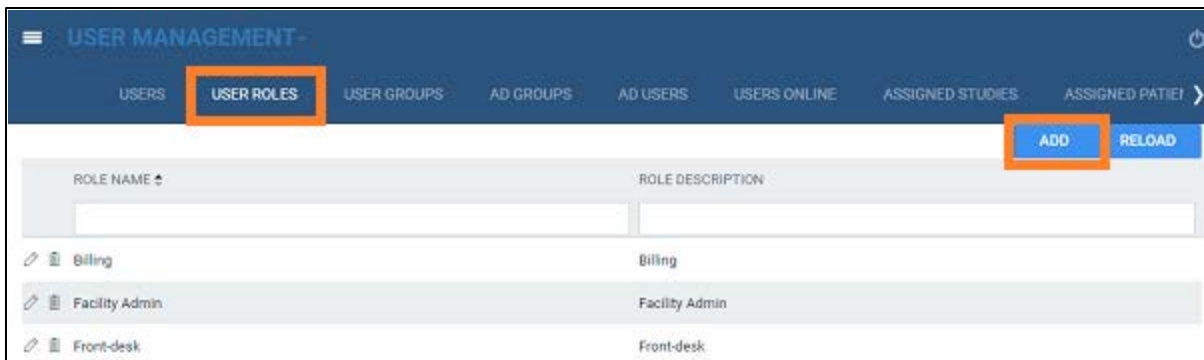 USER MANAGEMENT-
USERS USER ROLES USER GROUPS AD GROUPS AD USERS USERS ONLINE ASSIGNED STUDIES ASSIGNED
ADD RELOAD
ROLE NAME ROLE DESCRIPTION
Billing Billing
Facility Admin Facility Admin
Front-desk Front-desk